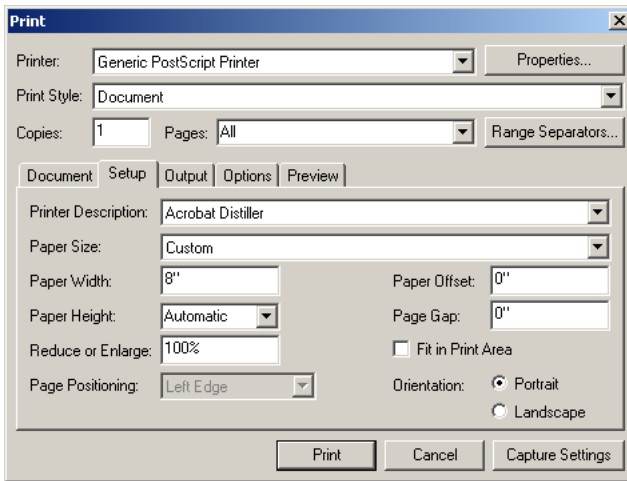 Print
Printer: Generic PostScript Printer Properties...
Print Style: Document
Copies: 1 Pages: All Range Separators...
Document Setup Output Options Preview
Printer Description: Acrobat Distiller
Paper Size: Custom
Paper Width: 8" Paper Offset: 0"
Paper Height: Automatic Page Gap: 0"
Reduce or Enlarge: 100% Fit in Print Area
Page Positioning: Left Edge Orientation: Portrait
Landscape
Print Cancel Capture Settings